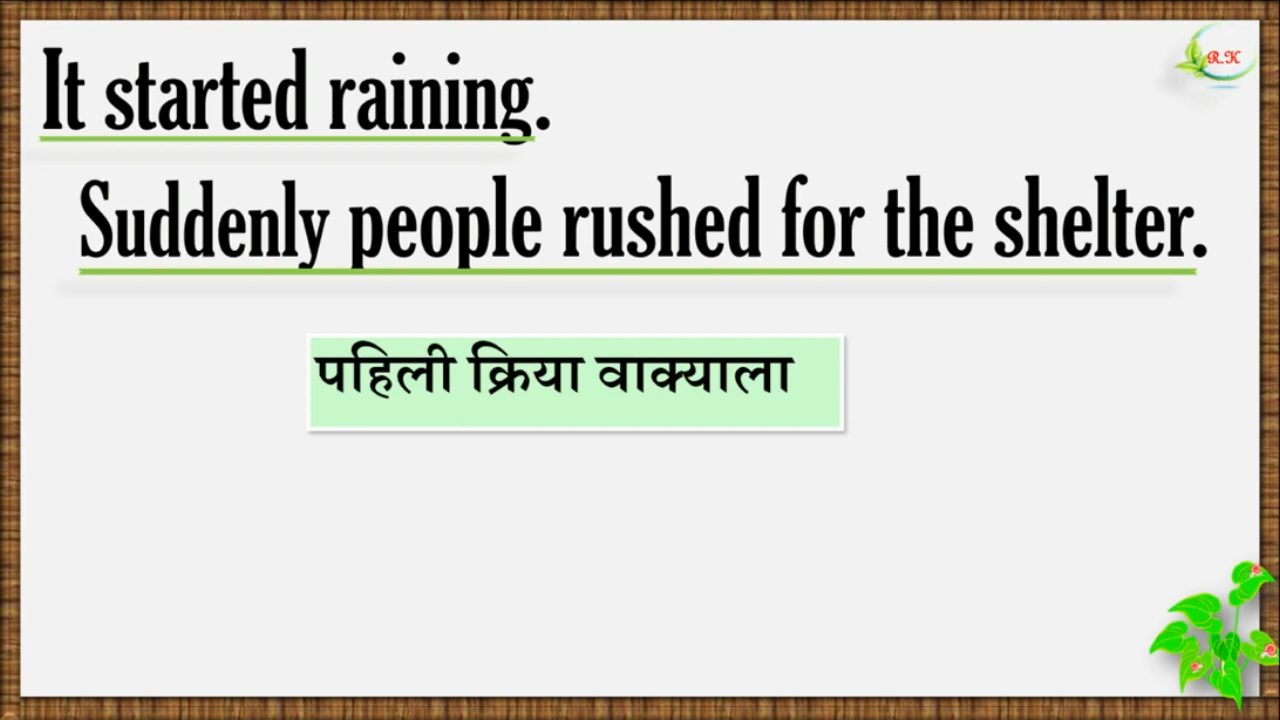 It started raining.
R.K
Suddenly people rushed for the shelter.
पहिली क्रिया वाक्याला